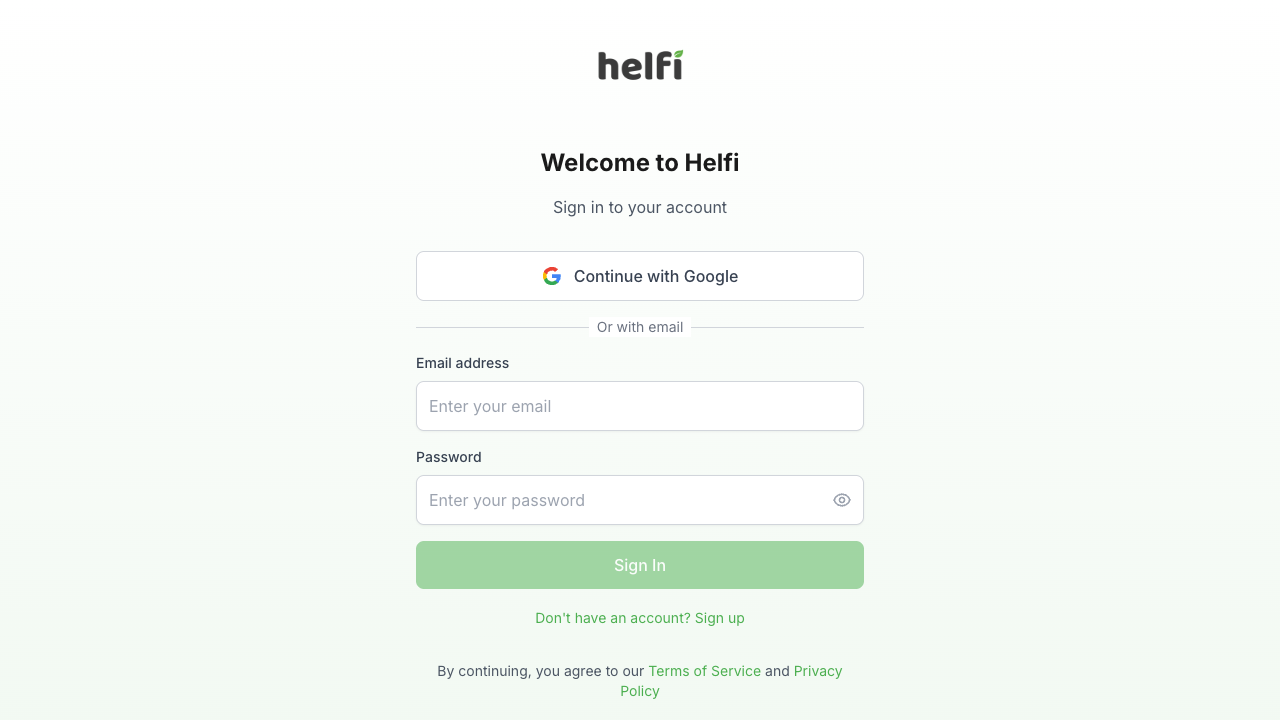 helfi
Welcome to Helfi
Sign in to your account
Continue with Google
Or with email
Email address
Enter your email
Password
Enter your password
Sign In
Don't have an account? Sign up
By continuing, you agree to our Terms of Service and Privacy
Policy